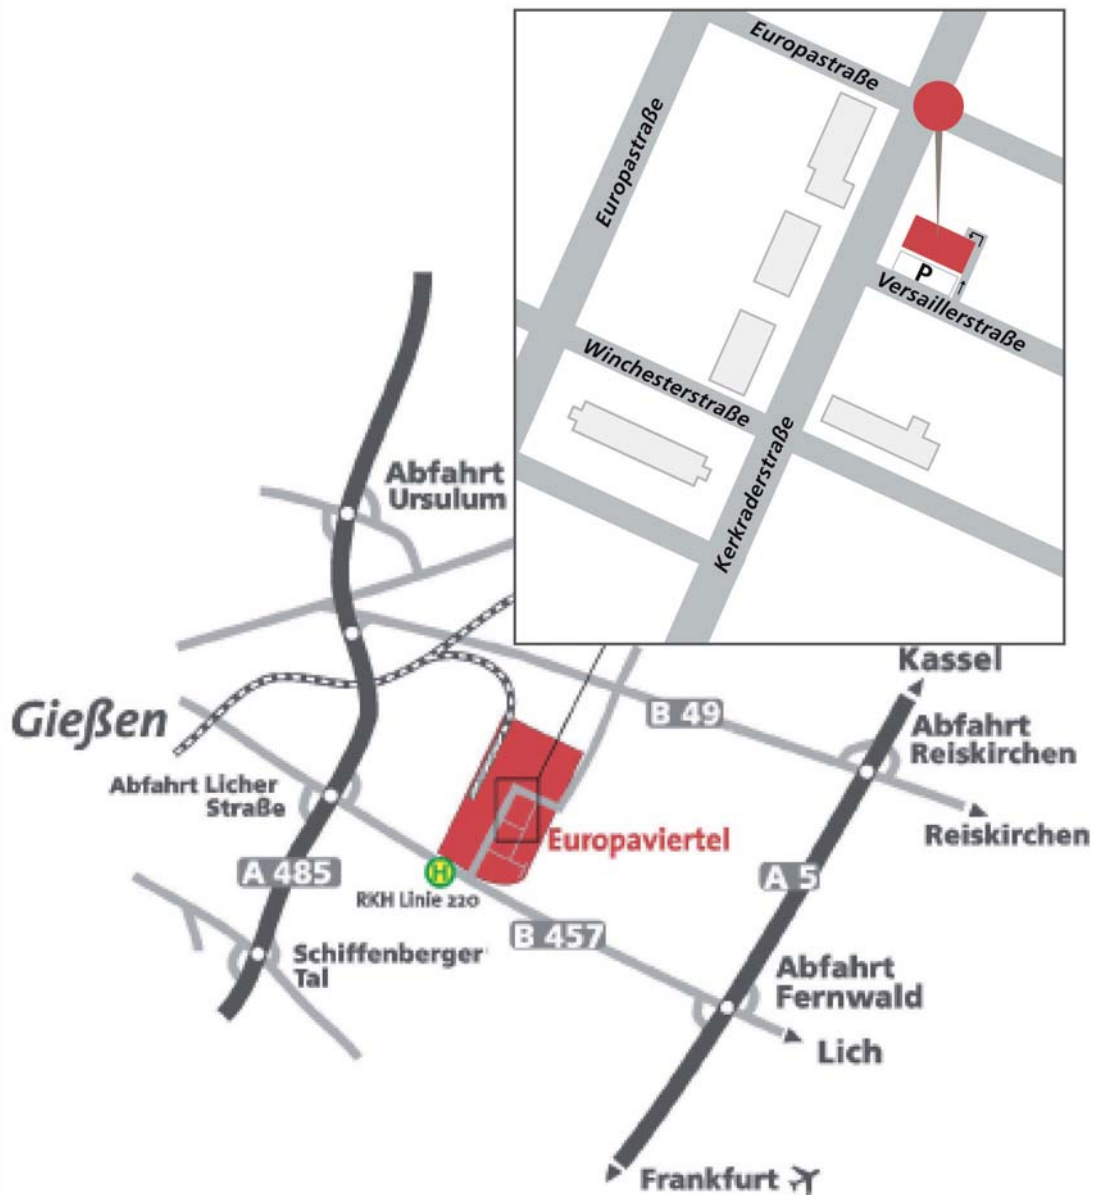 Europastraße
Europastraße
P
Versaillerstraße
Winchesterstraße
Kerkraderstraße
Abfahrt
Ursulum
Kassel
Gießen
B 49
Abfahrt
Reiskirchen
Abfahrt Licher
Straße
Reiskirchen
Europaviertel
A 485
H
A 5
RKH Linie 220
B 457
Schiffenberger
Tal
Abfahrt
Fernwald
Lich
Frankfurt